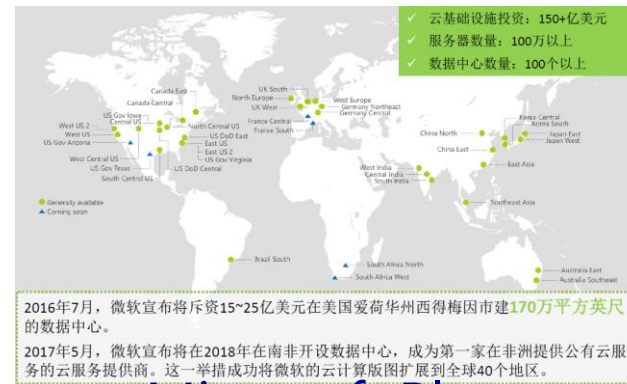 ✓ 云基础设施投资：150+亿美元
✓ 服务器数量：100万以上
✓ 数据中心数量：100个以上
Canada East
Canada Central
US Gov Iowa
Central US
West US 2
West US
US Gov Arizona
West Central US
US Gov Texas
South Central US
North Central US
US DoD East
East US
East US 2
US Gov Virginia
US DoD Central
UK South
North Europe
UK West
West Europe
Germany Northeast
Germany Central
France Central
France South
Korea Central
Korea South
China North
Japan East
Japan West
China East
East Asia
West India
Central India
South India
Southeast Asia
Generally available
Coming soon
Brazil South
South Africa North
South Africa West
Australia East
Australia Southeast
2016年7月，微软宣布将斥资15~25亿美元在美国爱荷华州西得梅因市建170万平方英尺
的数据中心。
2017年5月，微软宣布将在2018年在南非开设数据中心，成为第一家在非洲提供公有云服
务的云服务提供商。这一举措成功将微软的云计算版图扩展到全球40个地区。